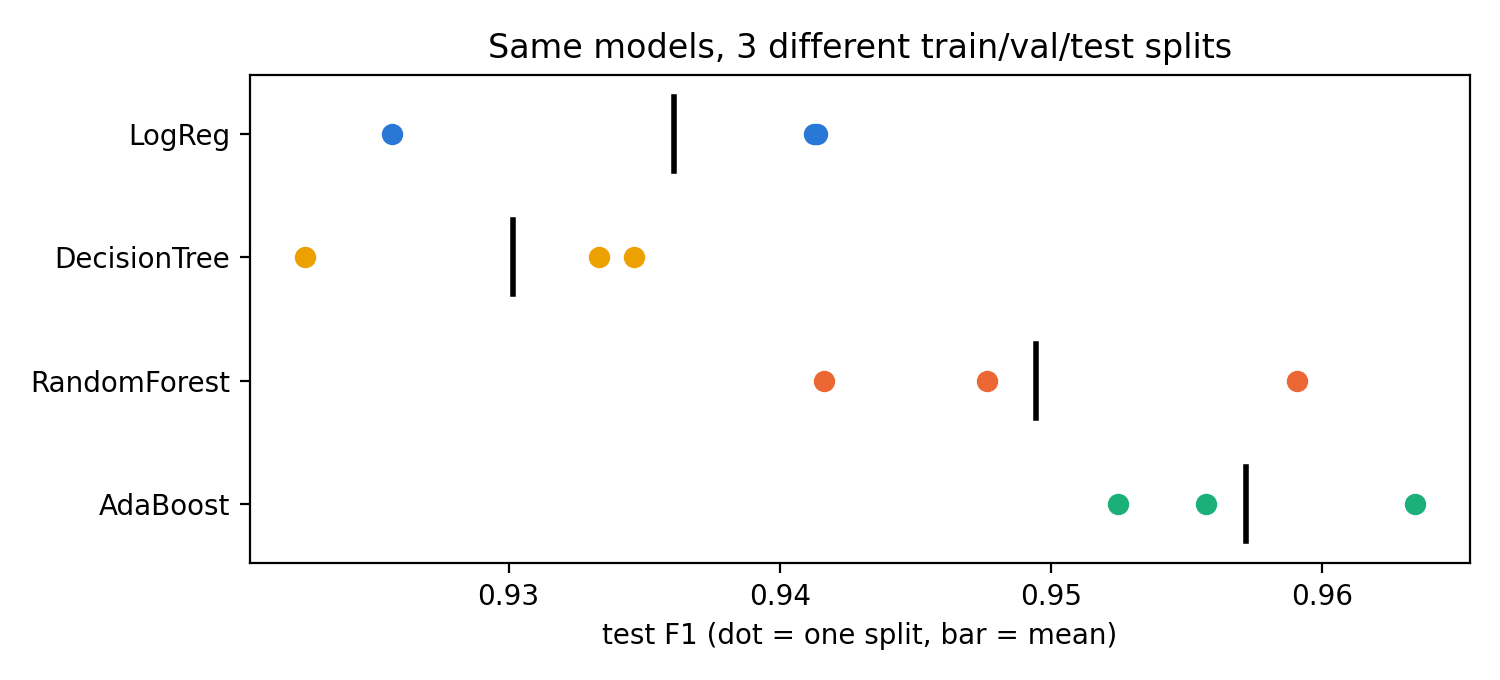 Same models, 3 different train/val/test splits
LogReg
DecisionTree
RandomForest
AdaBoost
0.93 0.94 0.95 0.96
test F1 (dot = one split, bar = mean)